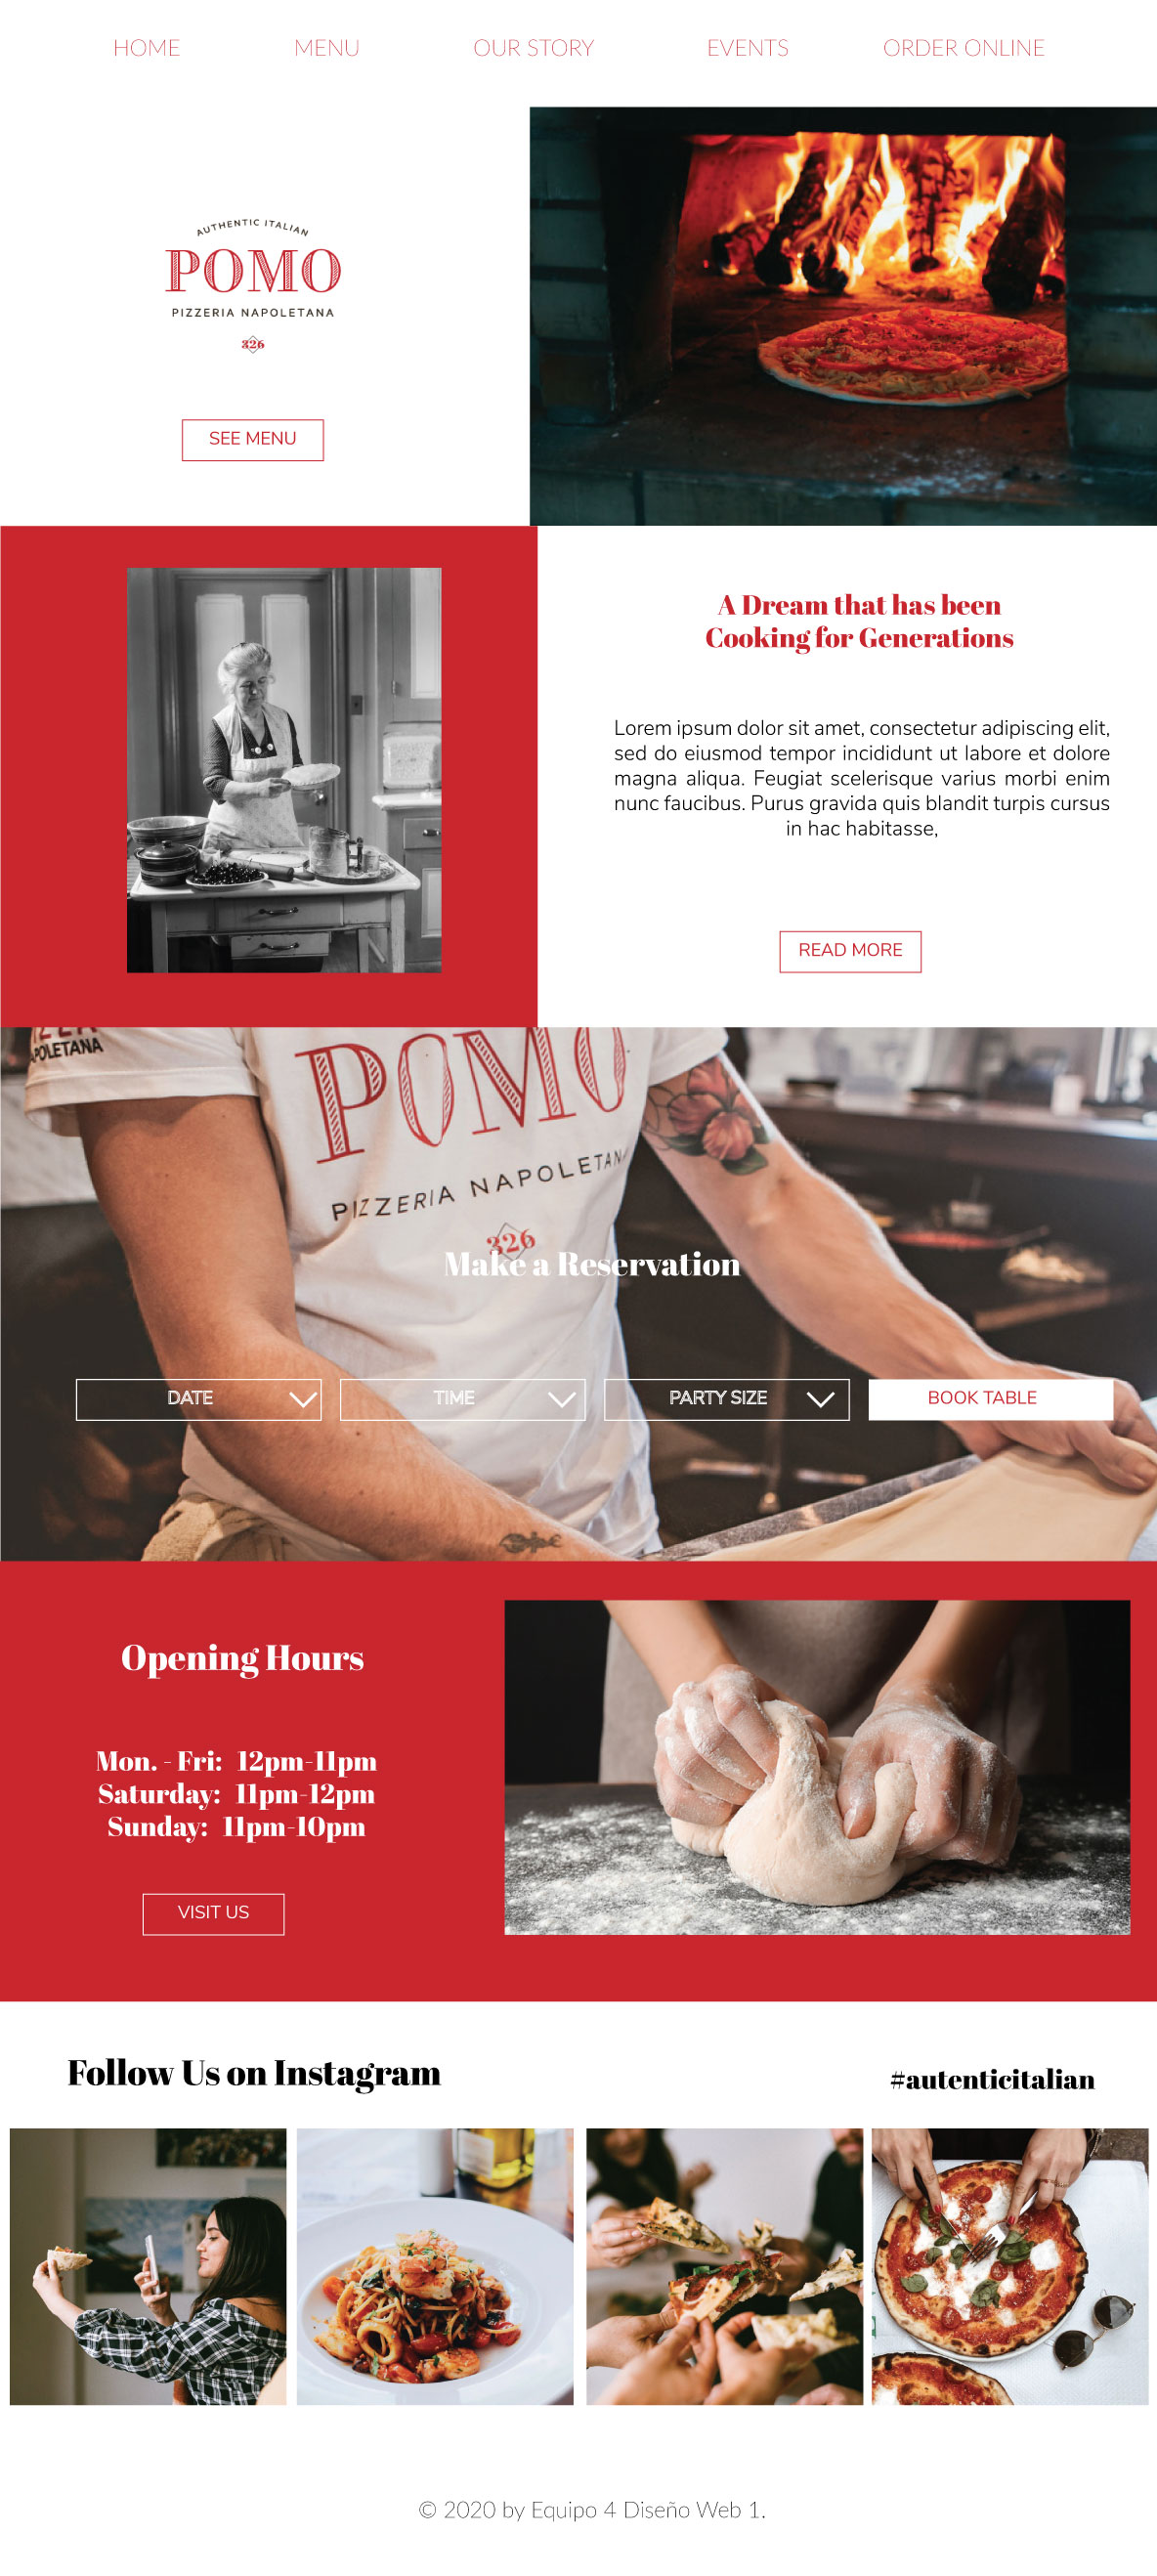 HOME MENU OUR STORY EVENTS ORDER ONLINE
AUTHENTIC ITALIAN
POMO
PIZZERIA NAPOLETANA
326
SEE MENU
A Dream that has been
Cooking for Generations
Lorem ipsum dolor sit amet, consectetur adipiscing elit,
sed do eiusmod tempor incididunt ut labore et dolore
magna aliqua. Feugiat scelerisque varius morbi enim
nunc faucibus. Purus gravida quis blandit turpis cursus
in hac habitasse,
READ MORE
POLETANA
POMO
PIZZERIA NAPOLETAN
326
Make a Reservation
DATE TIME PARTY SIZE BOOK TABLE
Opening Hours
Mon. - Fri: 12pm-11pm
Saturday: 11pm-12pm
Sunday: 11pm-10pm
VISIT US
Follow Us on Instagram
#autenticitalian
© 2020 by Equipo 4 Diseño Web 1.